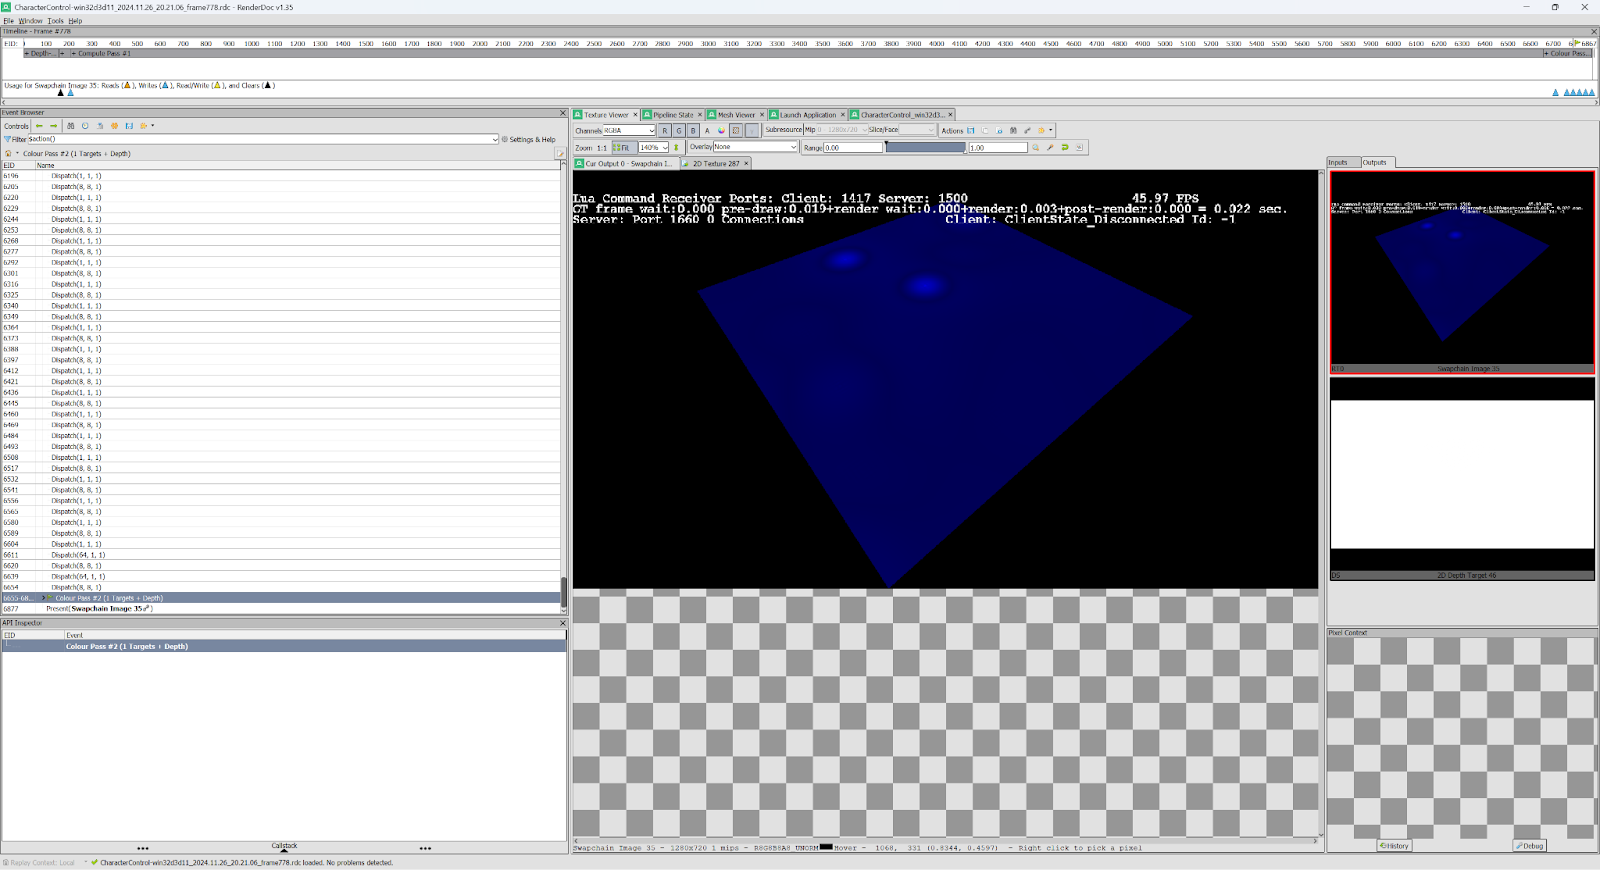 CharacterControl-win32d3d11_2024.11.26_20.21.06_frame778.rdc - RenderDoc v1.35
File Window Tools Help
Timeline - Frame #778
EID: 100 200 300 400 500 600 700 800 900 1000 1100 1200 1300 1400 1500 1600 1700 1800 1900 2000 2100 2200 2300 2400 2500 2600 2700 2800 2900 3000 3100 3200 3300 3400 3500 3600 3700 3800 3900 4000 4100 4200 4300 4400 4500 4600 4700 4800 4900 5000 5100 5200 5300 5400 5500 5600 5700 5800 5900 6000 6100 6200 6300 6400 6500 6600 6700 6867
+ Depth-... + + Compute Pass #1 + Colour Pass...
Usage for Swapchain Image 35: Reads ( ), Writes ( ), Read/Write ( ), and Clears ( )
Event Browser
Controls
Filter $action() Settings & Help
Colour Pass #2 (1 Targets + Depth)
EID Name
6196 Dispatch(1, 1, 1)
6205 Dispatch(8, 8, 1)
6220 Dispatch(1, 1, 1)
6229 Dispatch(8, 8, 1)
6244 Dispatch(1, 1, 1)
6253 Dispatch(8, 8, 1)
6268 Dispatch(1, 1, 1)
6277 Dispatch(8, 8, 1)
6292 Dispatch(1, 1, 1)
6301 Dispatch(8, 8, 1)
6316 Dispatch(1, 1, 1)
6325 Dispatch(8, 8, 1)
6340 Dispatch(1, 1, 1)
6349 Dispatch(8, 8, 1)
6364 Dispatch(1, 1, 1)
6373 Dispatch(8, 8, 1)
6388 Dispatch(1, 1, 1)
6397 Dispatch(8, 8, 1)
6412 Dispatch(1, 1, 1)
6421 Dispatch(8, 8, 1)
6436 Dispatch(1, 1, 1)
6445 Dispatch(8, 8, 1)
6460 Dispatch(1, 1, 1)
6469 Dispatch(8, 8, 1)
6484 Dispatch(1, 1, 1)
6493 Dispatch(8, 8, 1)
6508 Dispatch(1, 1, 1)
6517 Dispatch(8, 8, 1)
6532 Dispatch(1, 1, 1)
6541 Dispatch(8, 8, 1)
6556 Dispatch(1, 1, 1)
6565 Dispatch(8, 8, 1)
6580 Dispatch(1, 1, 1)
6589 Dispatch(8, 8, 1)
6604 Dispatch(1, 1, 1)
6611 Dispatch(64, 1, 1)
6620 Dispatch(8, 8, 1)
6639 Dispatch(64, 1, 1)
6654 Dispatch(8, 8, 1)
6655-68... Colour Pass #2 (1 Targets + Depth)
6877 Present(Swapchain Image 35)
API Inspector
EID Event
Colour Pass #2 (1 Targets + Depth)
Callstack
Replay Context: Local CharacterControl-win32d3d11_2024.11.26_20.21.06_frame778.rdc loaded. No problems detected.
Texture Viewer Pipeline State Mesh Viewer Launch Application CharacterControl_win32d3...
Channels RGBA R G B A Subresource Mip 0 - 1280x720 Slice/Face Actions
Zoom 1:1 Fit 140% Overlay None Range 0.00 1.00
Cur Output 0 - Swapchain I... 2D Texture 287
Lua Command Receiver Ports: Client: 1417 Server: 1500 45.97 FPS
GT frame wait:0.000 pre-draw:0.019+render wait:0.000+render:0.003+post-render:0.000 = 0.022 sec.
Server: Port 1660 0 Connections Client: ClientState_Disconnected Id: -1
Swapchain Image 35 - 1280x720 1 mips - R8G8B8A8_UNORM Hover - 1068, 331 (0.8344, 0.4597) - Right click to pick a pixel
Inputs Outputs
Swapchain Image 35
DS 2D Depth Target 46
Pixel Context
History Debug